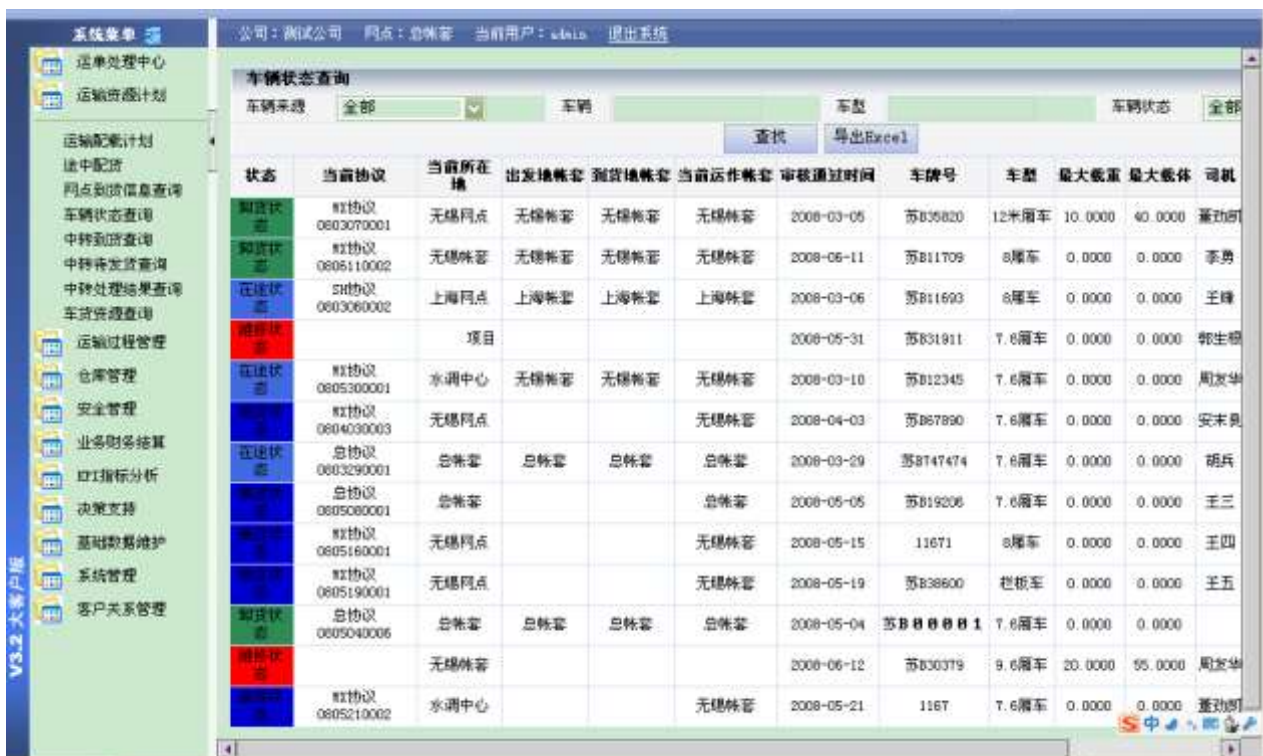 系统菜单
公司：测试公司 网点：总帐套 当前用户：admin 退出系统
运单处理中心
运输资源计划
运输配载计划
途中配货
网点到货信息查询
车辆状态查询
中转到货查询
中转待发货查询
中转处理结果查询
车货资源查询
运输过程管理
仓库管理
安全管理
业务财务结算
KPI指标分析
决策支持
基础数据维护
系统管理
客户关系管理
V3.2 大客户版
车辆状态查询
车辆来源 全部 车辆 车型 车辆状态 全部
查找 导出Excel
状态 当前协议 当前所在地 出发地帐套 到货地帐套 当前运作帐套 审核通过时间 车牌号 车型 最大载重 最大载体 司机
卸货状态 WX协议 0803070001 无锡网点 无锡帐套 无锡帐套 无锡帐套 2008-03-05 苏B35820 12米厢车 10.0000 40.0000
卸货状态 WX协议 0806110002 无锡帐套 无锡帐套 无锡帐套 无锡帐套 2008-06-11 苏B11709 8厢车 0.0000 0.0000 李勇
在途状态 SH协议 0803060002 上海网点 上海帐套 上海帐套 上海帐套 2008-03-06 苏B11693 8厢车 0.0000 0.0000
维修状态 项目 2008-05-31 苏B31911 7.6厢车 0.0000 0.0000
在途状态 WX协议 0805300001 水调中心 无锡帐套 无锡帐套 无锡帐套 2008-03-10 苏B12345 7.6厢车 0.0000 0.0000 周发华
WX协议 0804030003 无锡网点 无锡帐套 2008-04-03 苏B67890 7.6厢车 0.0000 0.0000
在途状态 总协议 0803290001 总帐套 总帐套 总帐套 总帐套 2008-03-29 苏B747474 7.6厢车 0.0000 0.0000 胡兵
总协议 0805080001 总帐套 总帐套 2008-05-05 苏B19206 7.6厢车 0.0000 0.0000 王三
WX协议 0805160001 无锡网点 无锡帐套 2008-05-15 11671 8厢车 0.0000 0.0000 王四
WX协议 0805190001 无锡网点 无锡帐套 2008-05-19 苏B38600 栏板车 0.0000 0.0000 王五
卸货状态 总协议 0805040006 总帐套 总帐套 总帐套 总帐套 2008-05-04 苏B00001 7.6厢车 0.0000 0.0000
维修状态 无锡帐套 2008-06-12 苏B30379 9.6厢车 20.0000 55.0000 周发华
WX协议 0805210002 水调中心 无锡帐套 2008-05-21 1167 7.6厢车 0.0000 0.0000
中